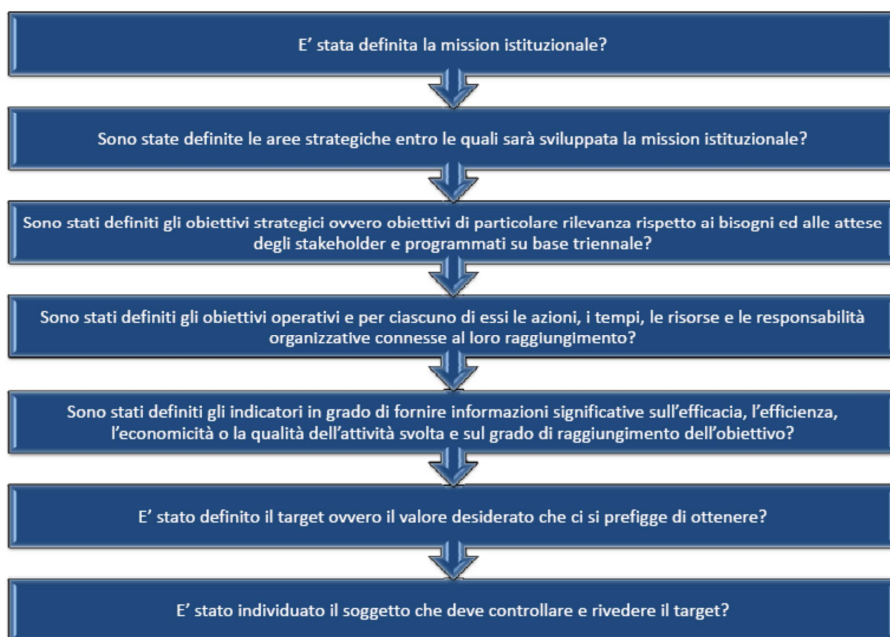 E’ stata definita la mission istituzionale?
Sono state definite le aree strategiche entro le quali sarà sviluppata la mission istituzionale?
Sono stati definiti gli obiettivi strategici ovvero obiettivi di particolare rilevanza rispetto ai bisogni ed alle attese
degli stakeholder e programmati su base triennale?
Sono stati definiti gli obiettivi operativi e per ciascuno di essi le azioni, i tempi, le risorse e le responsabilità
organizzative connesse al loro raggiungimento?
Sono stati definiti gli indicatori in grado di fornire informazioni significative sull’efficacia, l’efficienza,
l’economicità o la qualità dell’attività svolta e sul grado di raggiungimento dell’obiettivo?
E’ stato definito il target ovvero il valore desiderato che ci si prefigge di ottenere?
E’ stato individuato il soggetto che deve controllare e rivedere il target?